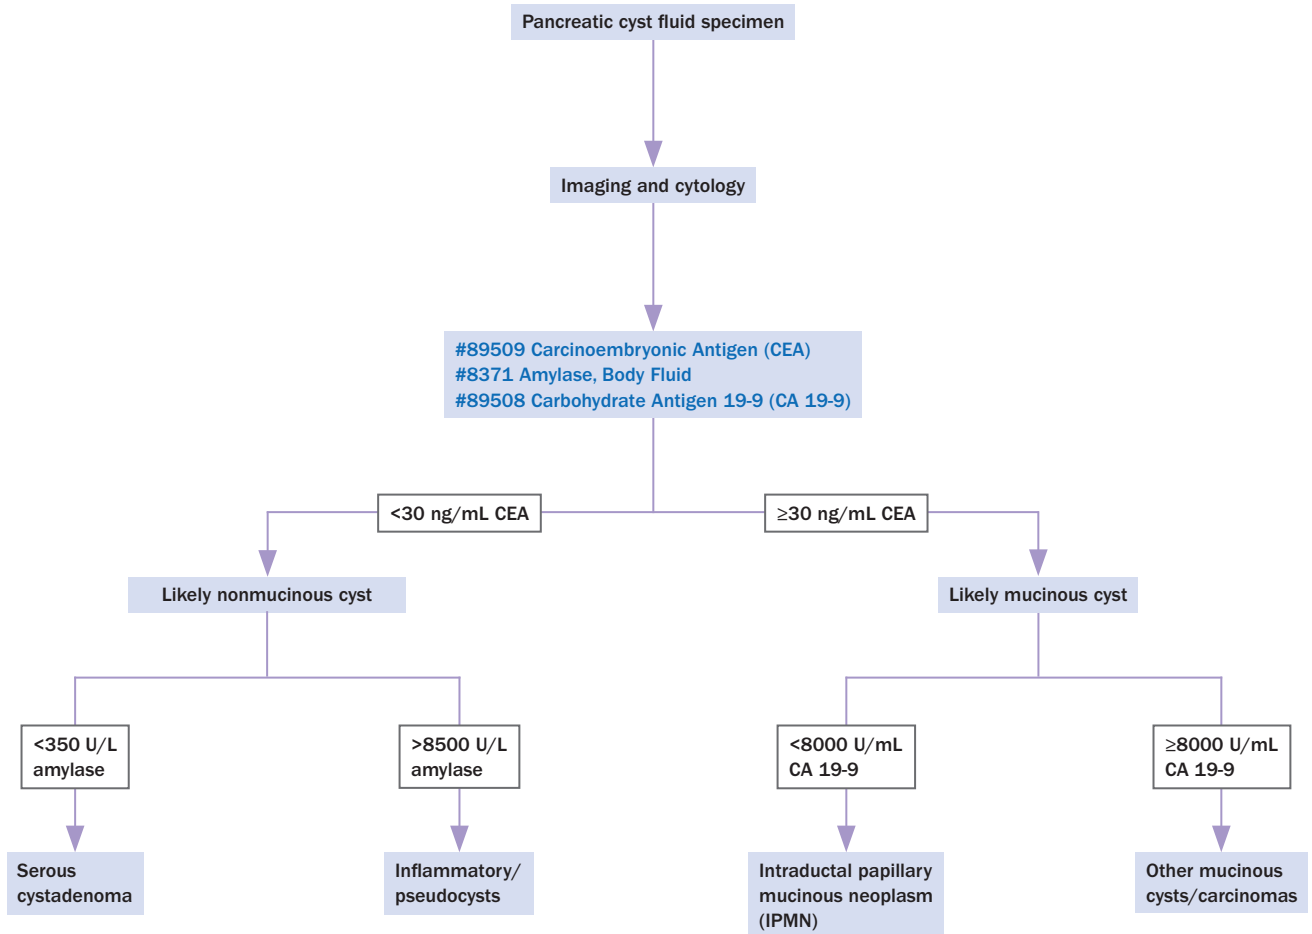 Pancreatic cyst fluid specimen
Imaging and cytology
#89509 Carcinoembryonic Antigen (CEA)
#8371 Amylase, Body Fluid
#89508 Carbohydrate Antigen 19-9 (CA 19-9)
<30 ng/mL CEA
≥30 ng/mL CEA
Likely nonmucinous cyst
Likely mucinous cyst
<350 U/L
amylase
>8500 U/L
amylase
<8000 U/mL
CA 19-9
≥8000 U/mL
CA 19-9
Serous
cystadenoma
Inflammatory/
pseudocysts
Intraductal papillary
mucinous neoplasm
(IPMN)
Other mucinous
cysts/carcinomas